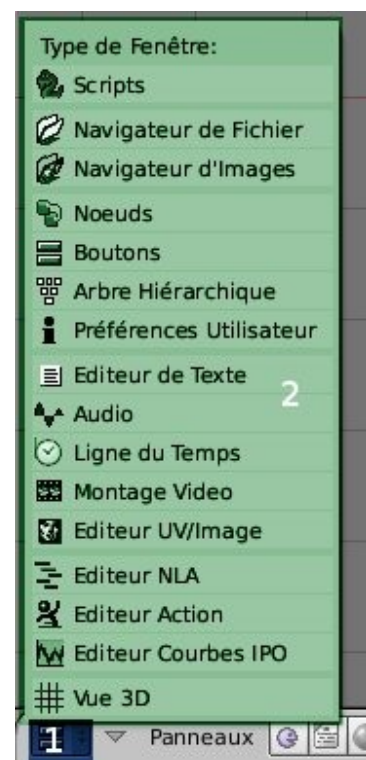 Type de Fenêtre:
Scripts
Navigateur de Fichier
Navigateur d'Images
Noeuds
Boutons
Arbre Hiérarchique
Préférences Utilisateur
Editeur de Texte
2
Audio
Ligne du Temps
Montage Video
Editeur UV/Image
Editeur NLA
Editeur Action
Editeur Courbes IPO
Vue 3D
1 Panneaux